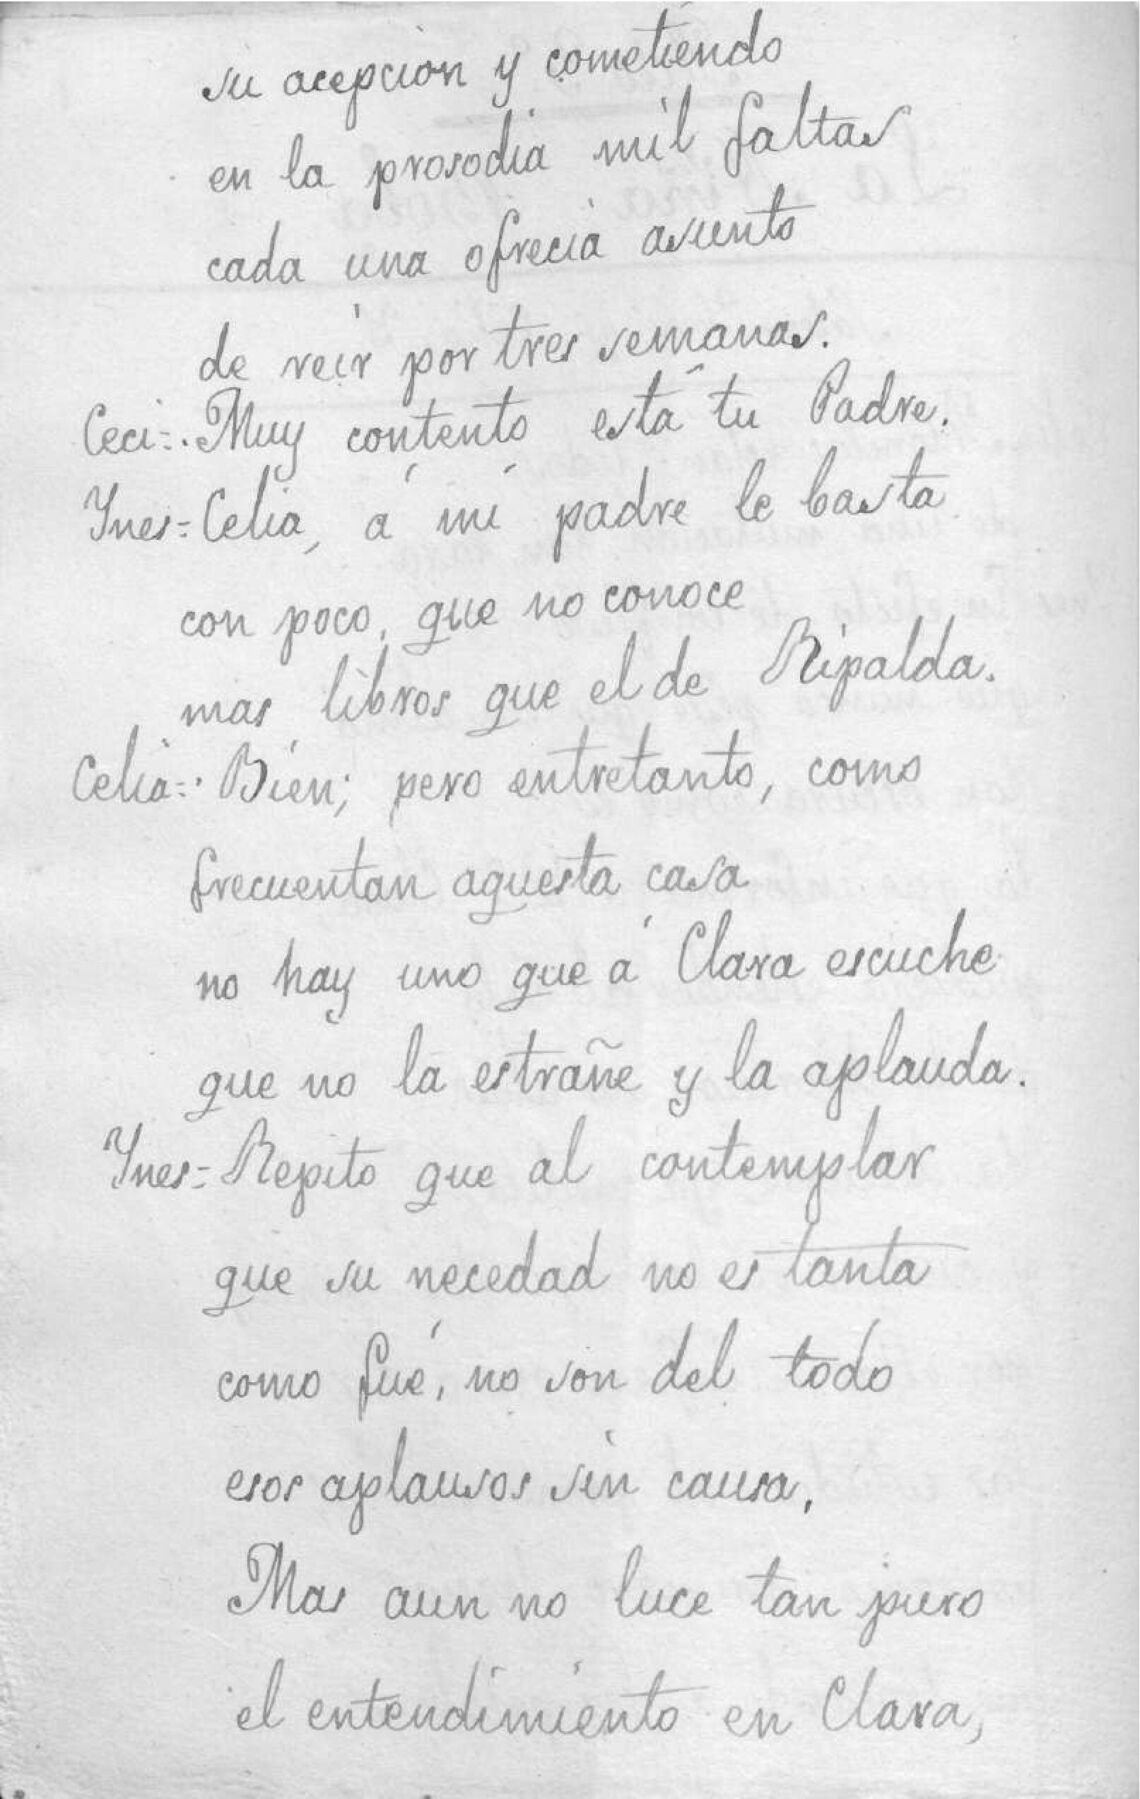 su acepcion y cometiendo
en la prosodia mil faltas
cada una ofrecia asunto
de reir por tres semanas.
Ceci=. Muy contento está tu Padre.
Ynes= Celia, á mi padre le basta
con poco, que no conoce
mas libros que el de Ripalda.
Celia=. Bien; pero entretanto, como
frecuentan aquesta casa
no hay uno que á Clara escuche
que no la estrañe y la aplauda.
Ynes= Repito que al contemplar
que su necedad no es tanta
como fué, no son del todo
esos aplausos sin causa,
Mas aun no luce tan puro
el entendimiento en Clara,